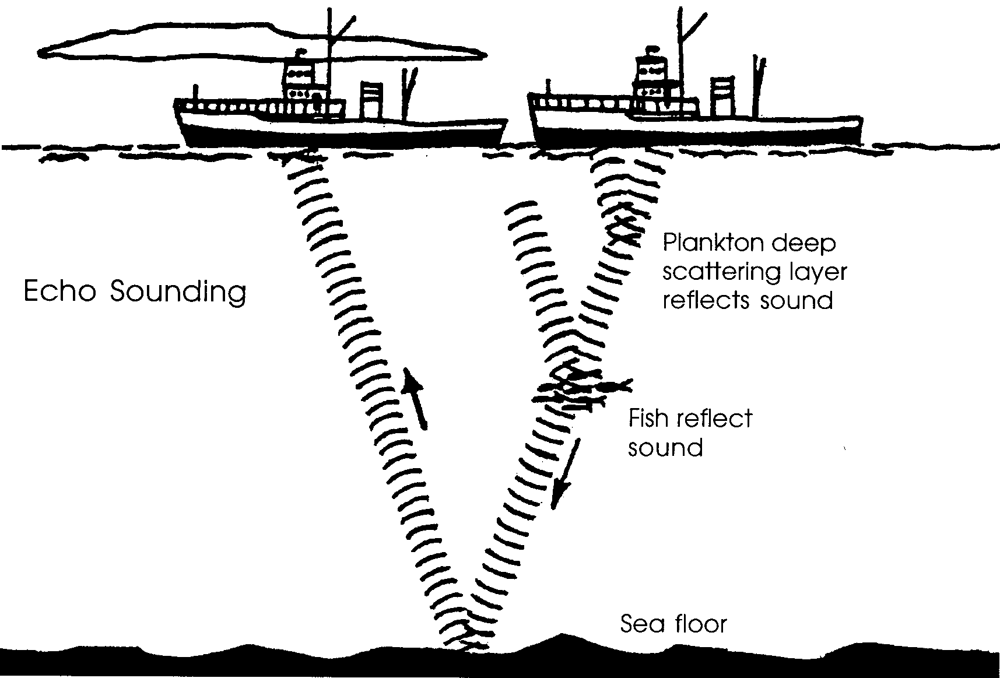 Plankton deep
scattering layer
reflects sound
Echo Sounding
Fish reflect
sound
Sea floor